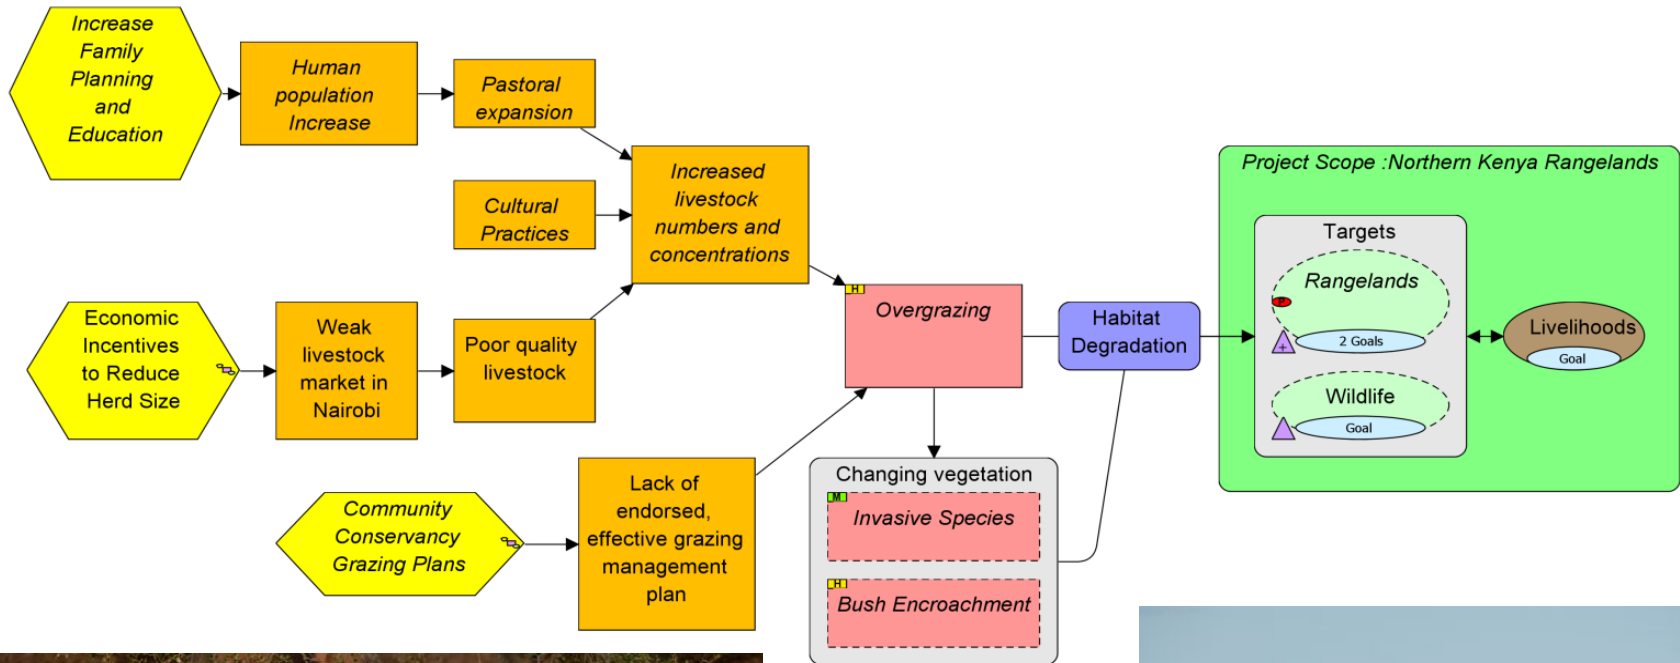 Increase
Family
Planning
and
Education
Human
population
Increase
Pastoral
expansion
Cultural
Practices
Increased
livestock
numbers and
concentrations
Economic
Incentives
to Reduce
Herd Size
Weak
livestock
market in
Nairobi
Poor quality
livestock
Community
Conservancy
Grazing Plans
Lack of
endorsed,
effective grazing
management
plan
H
Overgrazing
Changing vegetation
M
Invasive Species
H
Bush Encroachment
Habitat
Degradation
Project Scope :Northern Kenya Rangelands
Targets
Rangelands
2 Goals
Wildlife
Goal
Livelihoods
Goal